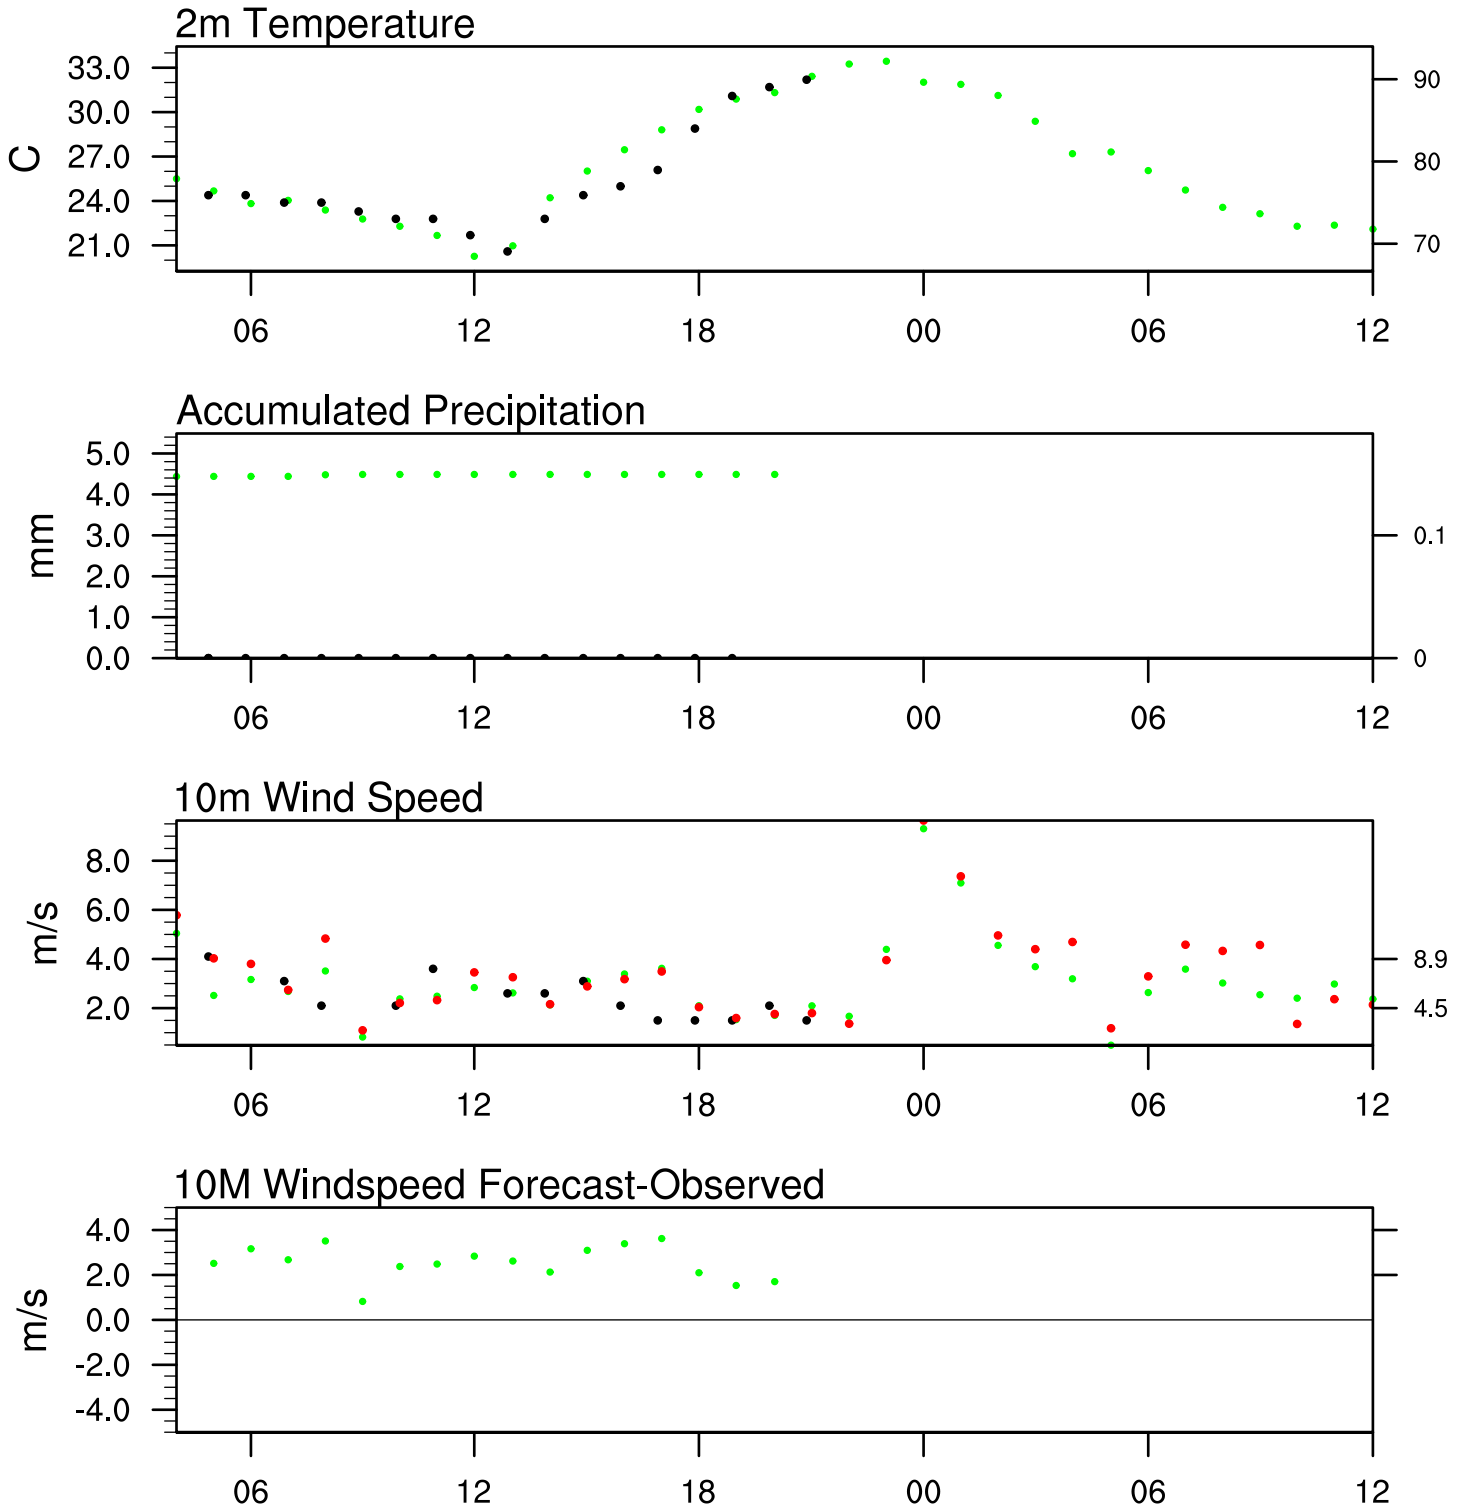 2m Temperature
33.0
30.0
27.0
24.0
21.0
C
90
80
70
06 12 18 00 06 12
Accumulated Precipitation
5.0
4.0
3.0
2.0
1.0
0.0
mm
0.1
0
06 12 18 00 06 12
10m Wind Speed
8.0
6.0
4.0
2.0
m/s
8.9
4.5
06 12 18 00 06 12
10M Windspeed Forecast-Observed
4.0
2.0
0.0
-2.0
-4.0
m/s
06 12 18 00 06 12